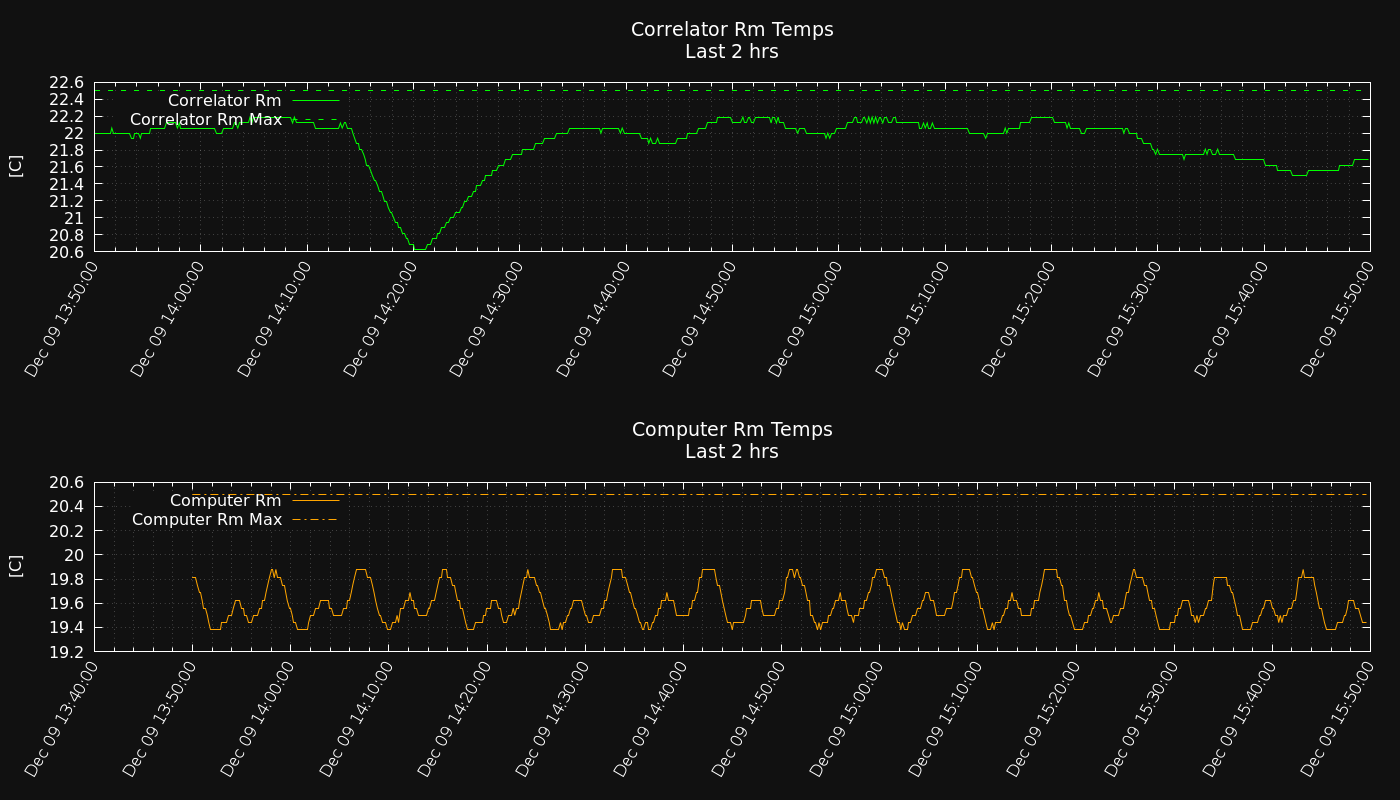 Correlator Rm Temps
Last 2 hrs
22.6
22.4
22.2
22
21.8
21.6
21.4
21.2
21
20.8
20.6
[C]
Correlator Rm
Correlator Rm Max
Dec 09 13:50:00
Dec 09 14:00:00
Dec 09 14:10:00
Dec 09 14:20:00
Dec 09 14:30:00
Dec 09 14:40:00
Dec 09 14:50:00
Dec 09 15:00:00
Dec 09 15:10:00
Dec 09 15:20:00
Dec 09 15:30:00
Dec 09 15:40:00
Dec 09 15:50:00
Computer Rm Temps
Last 2 hrs
20.6
20.4
20.2
20
19.8
19.6
19.4
19.2
[C]
Computer Rm
Computer Rm Max
Dec 09 13:40:00
Dec 09 13:50:00
Dec 09 14:00:00
Dec 09 14:10:00
Dec 09 14:20:00
Dec 09 14:30:00
Dec 09 14:40:00
Dec 09 14:50:00
Dec 09 15:00:00
Dec 09 15:10:00
Dec 09 15:20:00
Dec 09 15:30:00
Dec 09 15:40:00
Dec 09 15:50:00